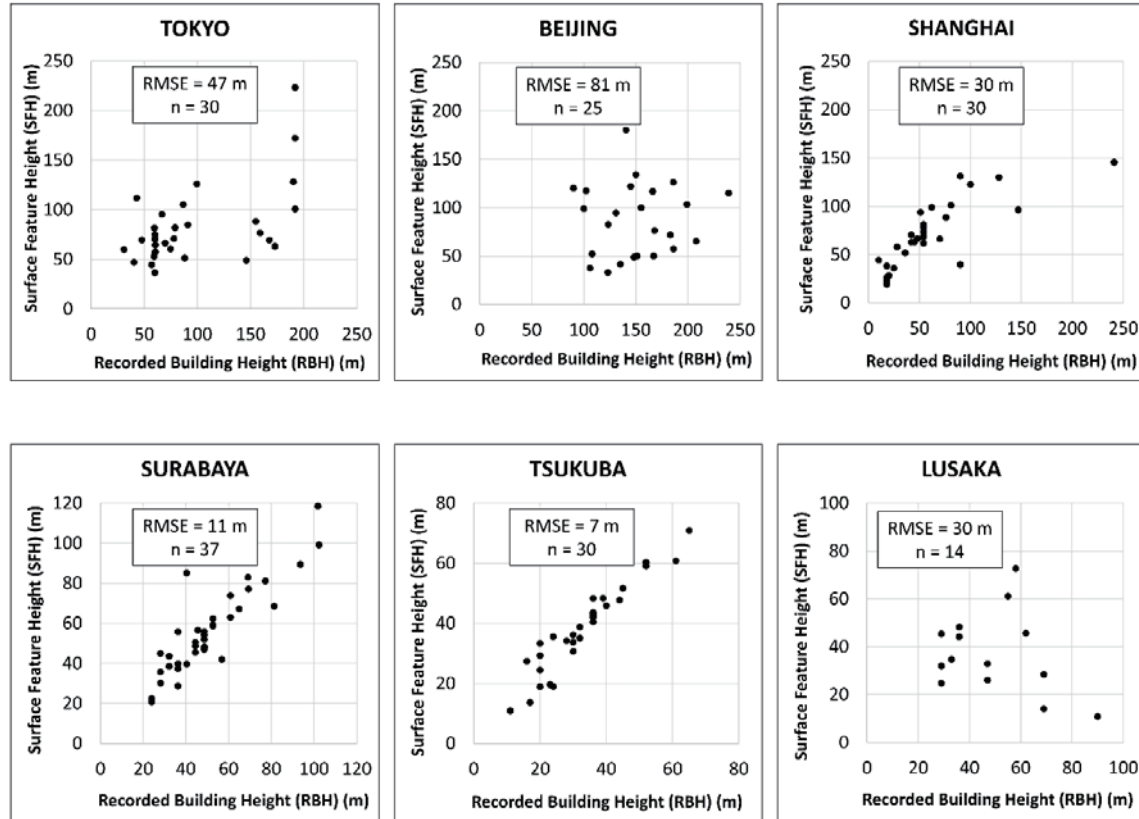 TOKYO
RMSE = 47 m
n = 30
Surface Feature Height (SFH) (m)
250
200
150
100
50
0
0 50 100 150 200 250
Recorded Building Height (RBH) (m)
BEIJING
RMSE = 81 m
n = 25
Surface Feature Height (SFH) (m)
250
200
150
100
50
0
0 50 100 150 200 250
Recorded Building Height (RBH) (m)
SHANGHAI
RMSE = 30 m
n = 30
Surface Feature Height (SFH) (m)
250
200
150
100
50
0
0 50 100 150 200 250
Recorded Building Height (RBH) (m)
SURABAYA
RMSE = 11 m
n = 37
Surface Feature Height (SFH) (m)
120
100
80
60
40
20
0
0 20 40 60 80 100 120
Recorded Building Height (RBH) (m)
TSUKUBA
RMSE = 7 m
n = 30
Surface Feature Height (SFH) (m)
80
60
40
20
0
0 20 40 60 80
Recorded Building Height (RBH) (m)
LUSAKA
RMSE = 30 m
n = 14
Surface Feature Height (SFH) (m)
100
80
60
40
20
0
0 20 40 60 80 100
Recorded Building Height (RBH) (m)